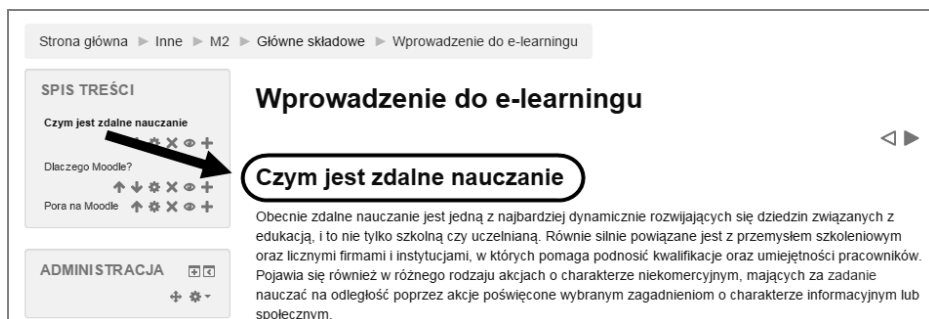 Strona główna ▶ Inne ▶ M2 ▶ Główne składowe ▶ Wprowadzenie do e-learningu
SPIS TREŚCI
Czym jest zdalne nauczanie
Dlaczego Moodle?
Pora na Moodle
ADMINISTRACJA
Wprowadzenie do e-learningu
Czym jest zdalne nauczanie
Obecnie zdalne nauczanie jest jedną z najbardziej dynamicznie rozwijających się dziedzin związanych z
edukacją, i to nie tylko szkolną czy uczelnianą. Równie silnie powiązane jest z przemysłem szkoleniowym
oraz licznymi firmami i instytucjami, w których pomaga podnosić kwalifikacje oraz umiejętności pracowników.
Pojawia się również w różnego rodzaju akcjach o charakterze niekomercyjnym, mających za zadanie
nauczać na odległość poprzez akcje poświęcone wybranym zagadnieniom o charakterze informacyjnym lub
społecznym.